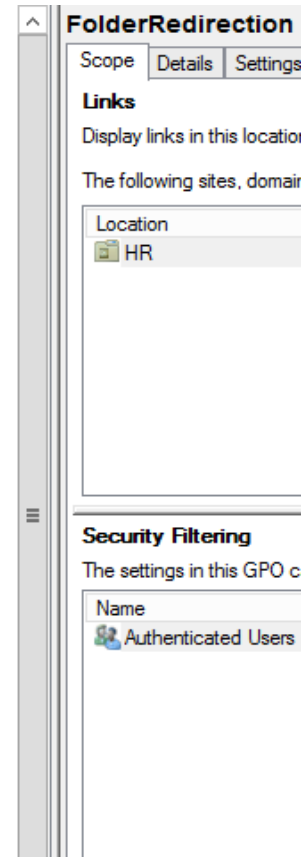 FolderRedirection
Scope Details Settings
Links
Display links in this location
The following sites, domain
Location
HR
Security Filtering
The settings in this GPO c
Name
Authenticated Users